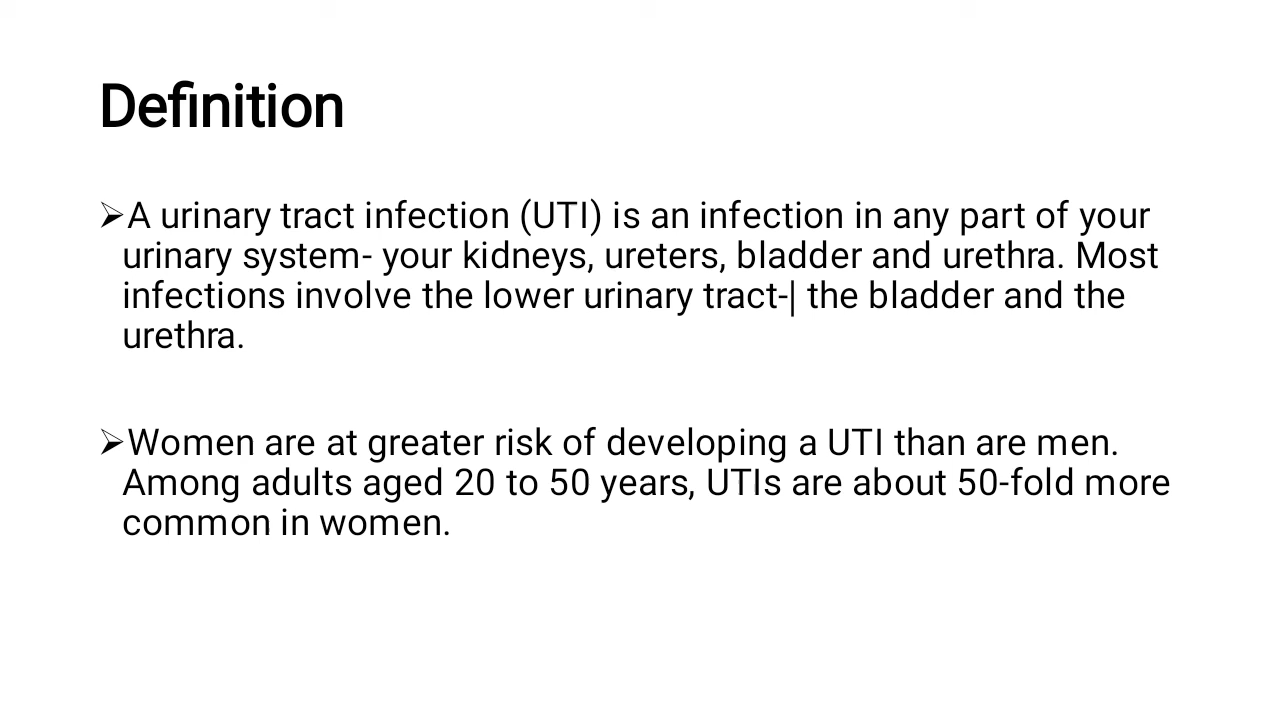 Definition
➢A urinary tract infection (UTI) is an infection in any part of your
urinary system- your kidneys, ureters, bladder and urethra. Most
infections involve the lower urinary tract-| the bladder and the
urethra.
➢Women are at greater risk of developing a UTI than are men.
Among adults aged 20 to 50 years, UTIs are about 50-fold more
common in women.